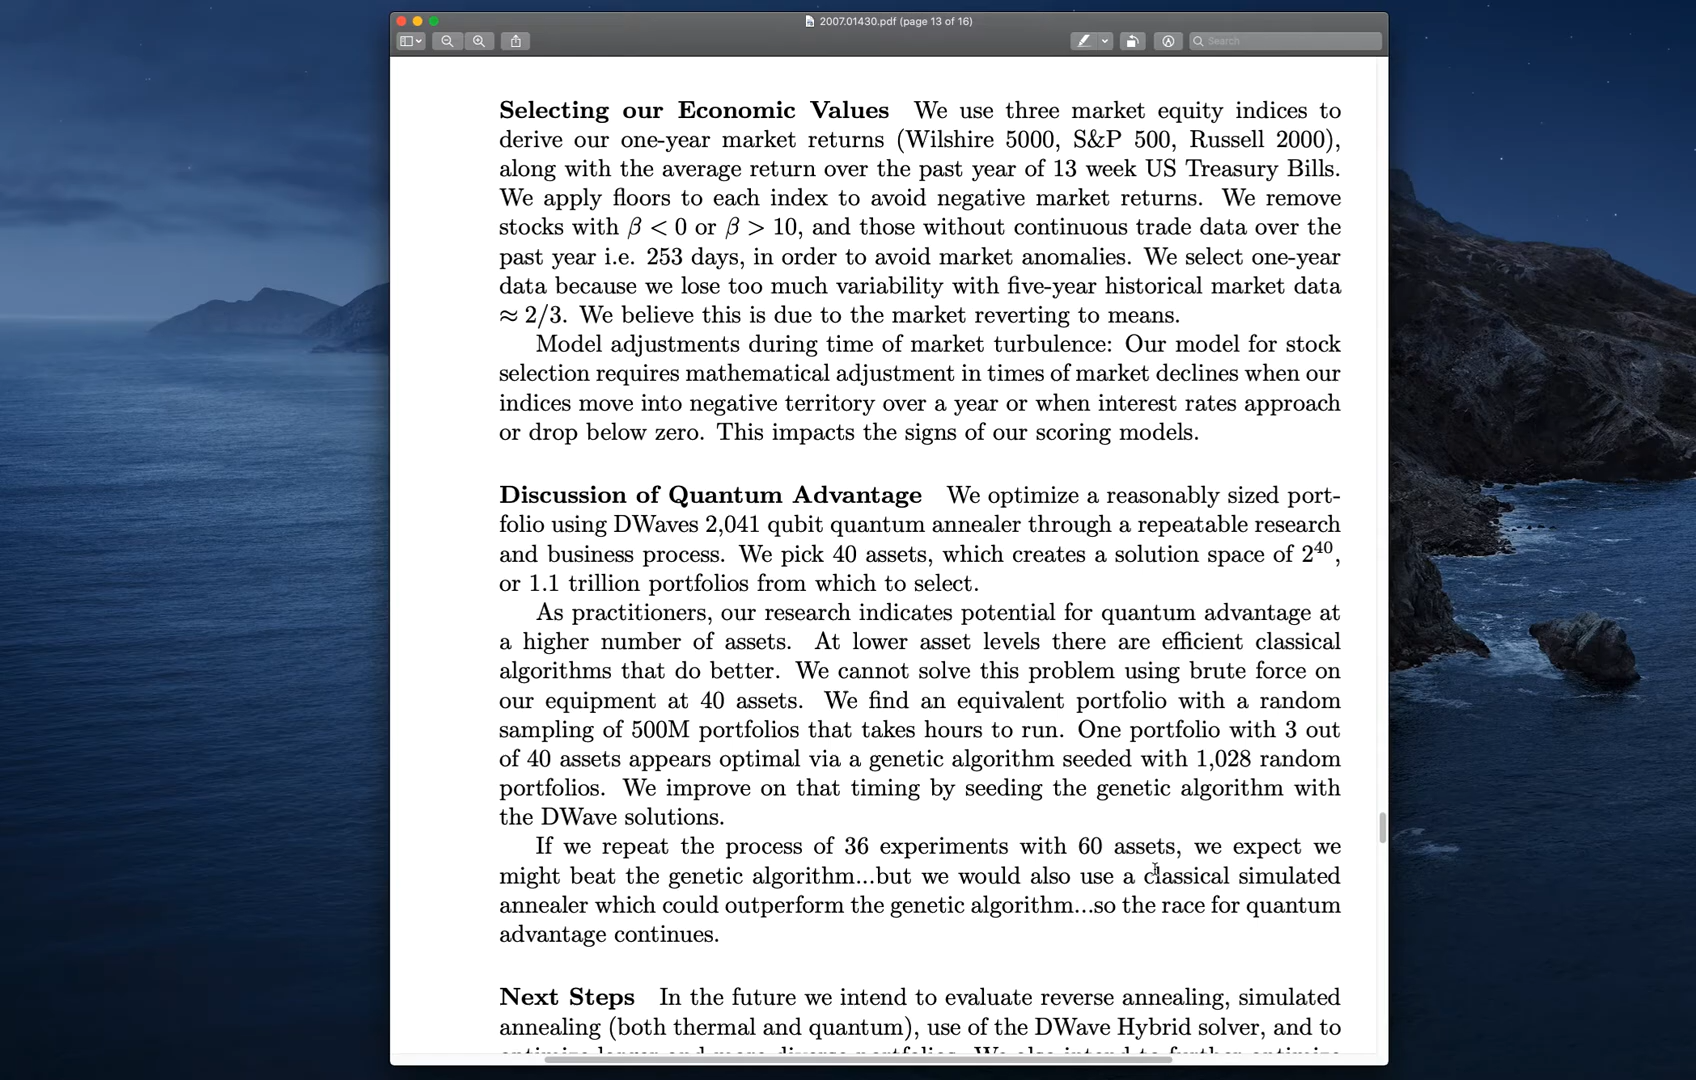 2007.01430.pdf (page 13 of 16)
Search
Selecting our Economic Values We use three market equity indices to
derive our one-year market returns (Wilshire 5000, S&P 500, Russell 2000),
along with the average return over the past year of 13 week US Treasury Bills.
We apply floors to each index to avoid negative market returns. We remove
stocks with β < 0 or β > 10, and those without continuous trade data over the
past year i.e. 253 days, in order to avoid market anomalies. We select one-year
data because we lose too much variability with five-year historical market data
≈ 2/3. We believe this is due to the market reverting to means.
Model adjustments during time of market turbulence: Our model for stock
selection requires mathematical adjustment in times of market declines when our
indices move into negative territory over a year or when interest rates approach
or drop below zero. This impacts the signs of our scoring models.
Discussion of Quantum Advantage We optimize a reasonably sized port-
folio using DWaves 2,041 qubit quantum annealer through a repeatable research
and business process. We pick 40 assets, which creates a solution space of 2⁴⁰,
or 1.1 trillion portfolios from which to select.
As practitioners, our research indicates potential for quantum advantage at
a higher number of assets. At lower asset levels there are efficient classical
algorithms that do better. We cannot solve this problem using brute force on
our equipment at 40 assets. We find an equivalent portfolio with a random
sampling of 500M portfolios that takes hours to run. One portfolio with 3 out
of 40 assets appears optimal via a genetic algorithm seeded with 1,028 random
portfolios. We improve on that timing by seeding the genetic algorithm with
the DWave solutions.
If we repeat the process of 36 experiments with 60 assets, we expect we
might beat the genetic algorithm...but we would also use a classical simulated
annealer which could outperform the genetic algorithm...so the race for quantum
advantage continues.
Next Steps In the future we intend to evaluate reverse annealing, simulated
annealing (both thermal and quantum), use of the DWave Hybrid solver, and to